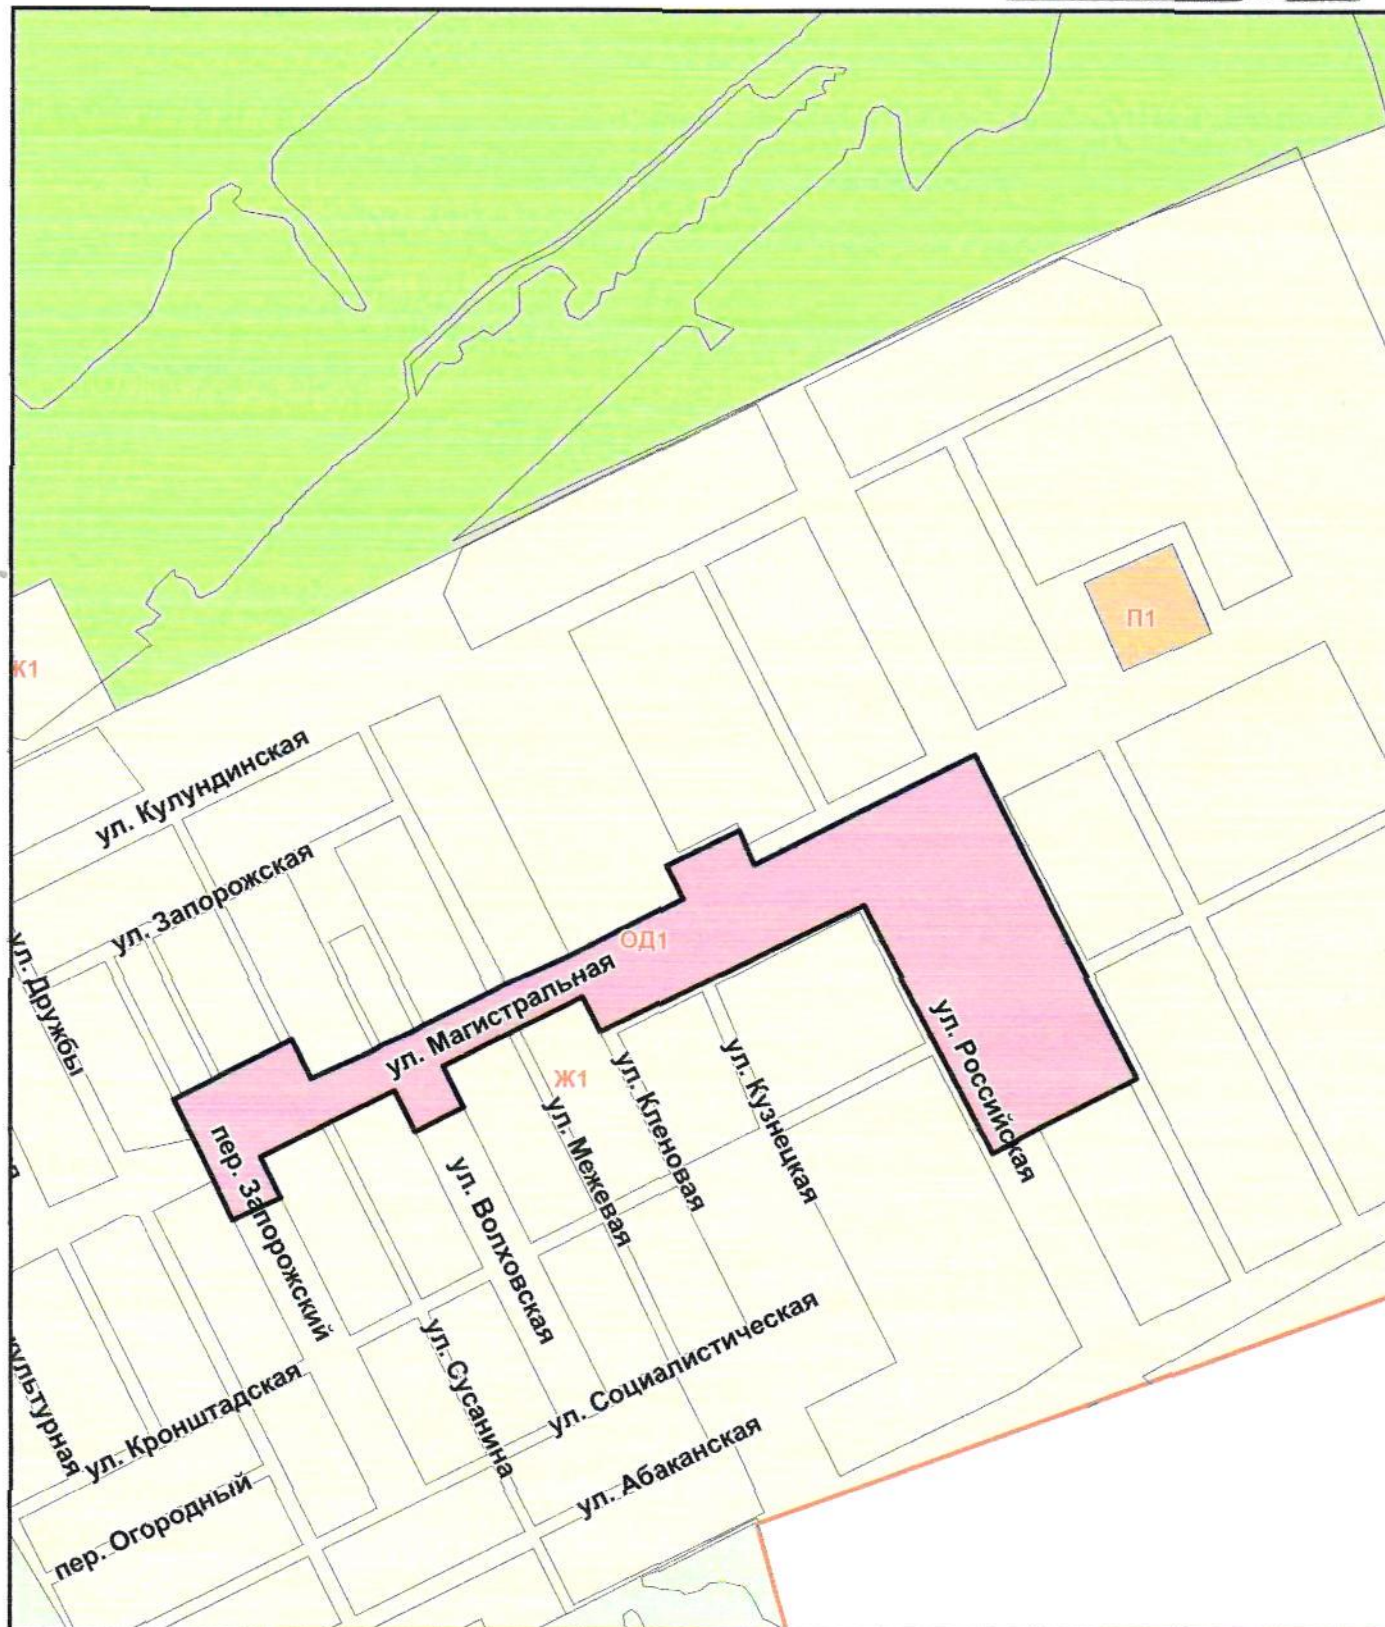 П1
Ж1
ул. Кулундинская
ул. Запорожская
ОД1
ул. Дружбы
ул. Магистральная
ул. Российская
Ж1
ул. Кленовая
ул. Кузнецкая
пер. Запорожский
ул. Межевая
ул. Волховская
ул. Социалистическая
ул. Сусанина
культурная
ул. Кронштадская
ул. Абаканская
пер. Огородный